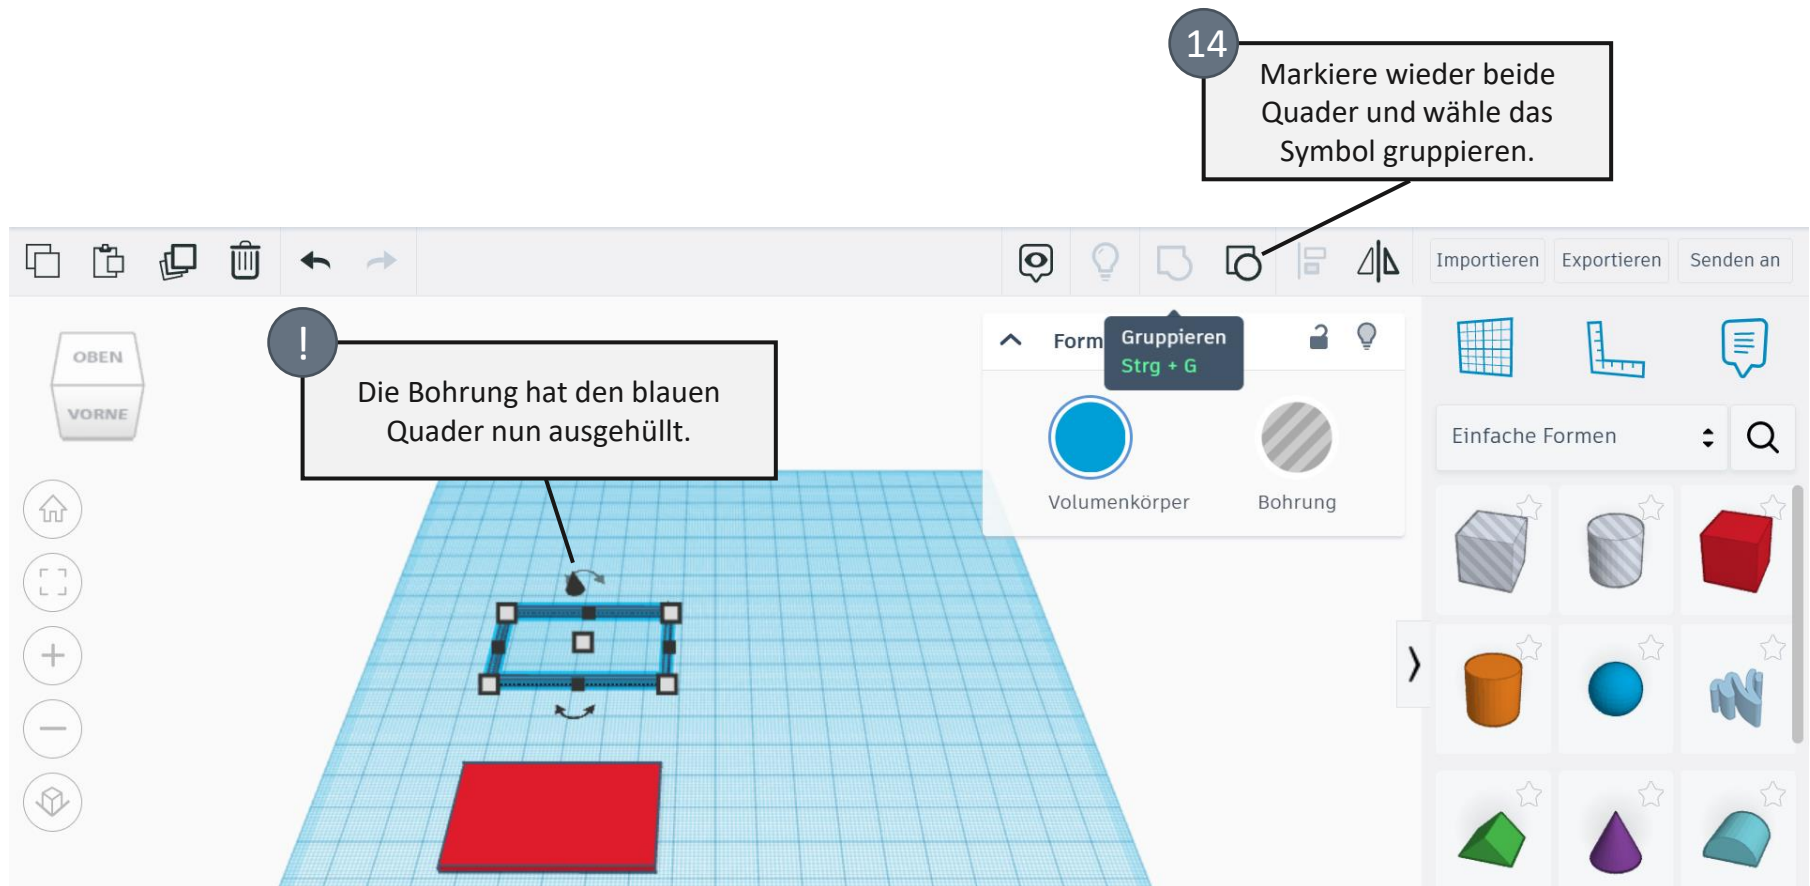 14
Markiere wieder beide
Quader und wähle das
Symbol gruppieren.
Importieren
Exportieren
Senden an
OBEN
VORNE
!
Die Bohrung hat den blauen
Quader nun ausgehüllt.
Form
Gruppieren
Strg + G
Volumenkörper
Bohrung
Einfache Formen